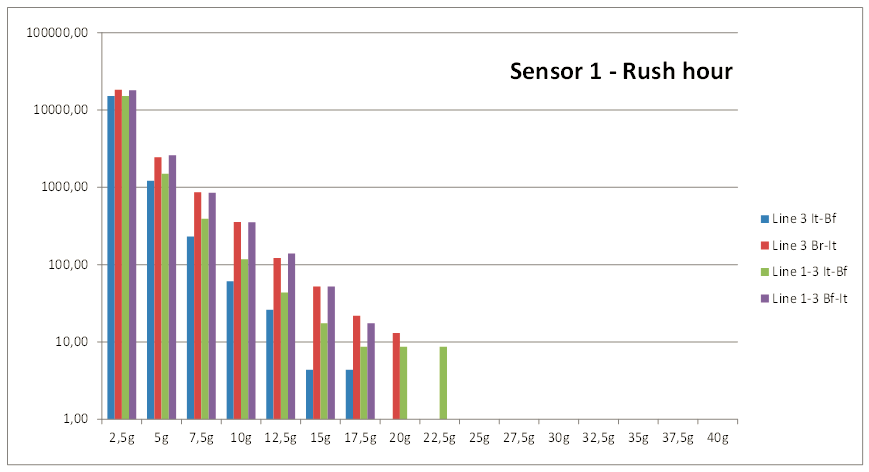 Sensor 1 - Rush hour
100000,00
10000,00
1000,00
100,00
10,00
1,00
2,5g 5g 7,5g 10g 12,5g 15g 17,5g 20g 22,5g 25g 27,5g 30g 32,5g 35g 37,5g 40g
Line 3 It-Bf
Line 3 Br-It
Line 1-3 It-Bf
Line 1-3 Bf-It